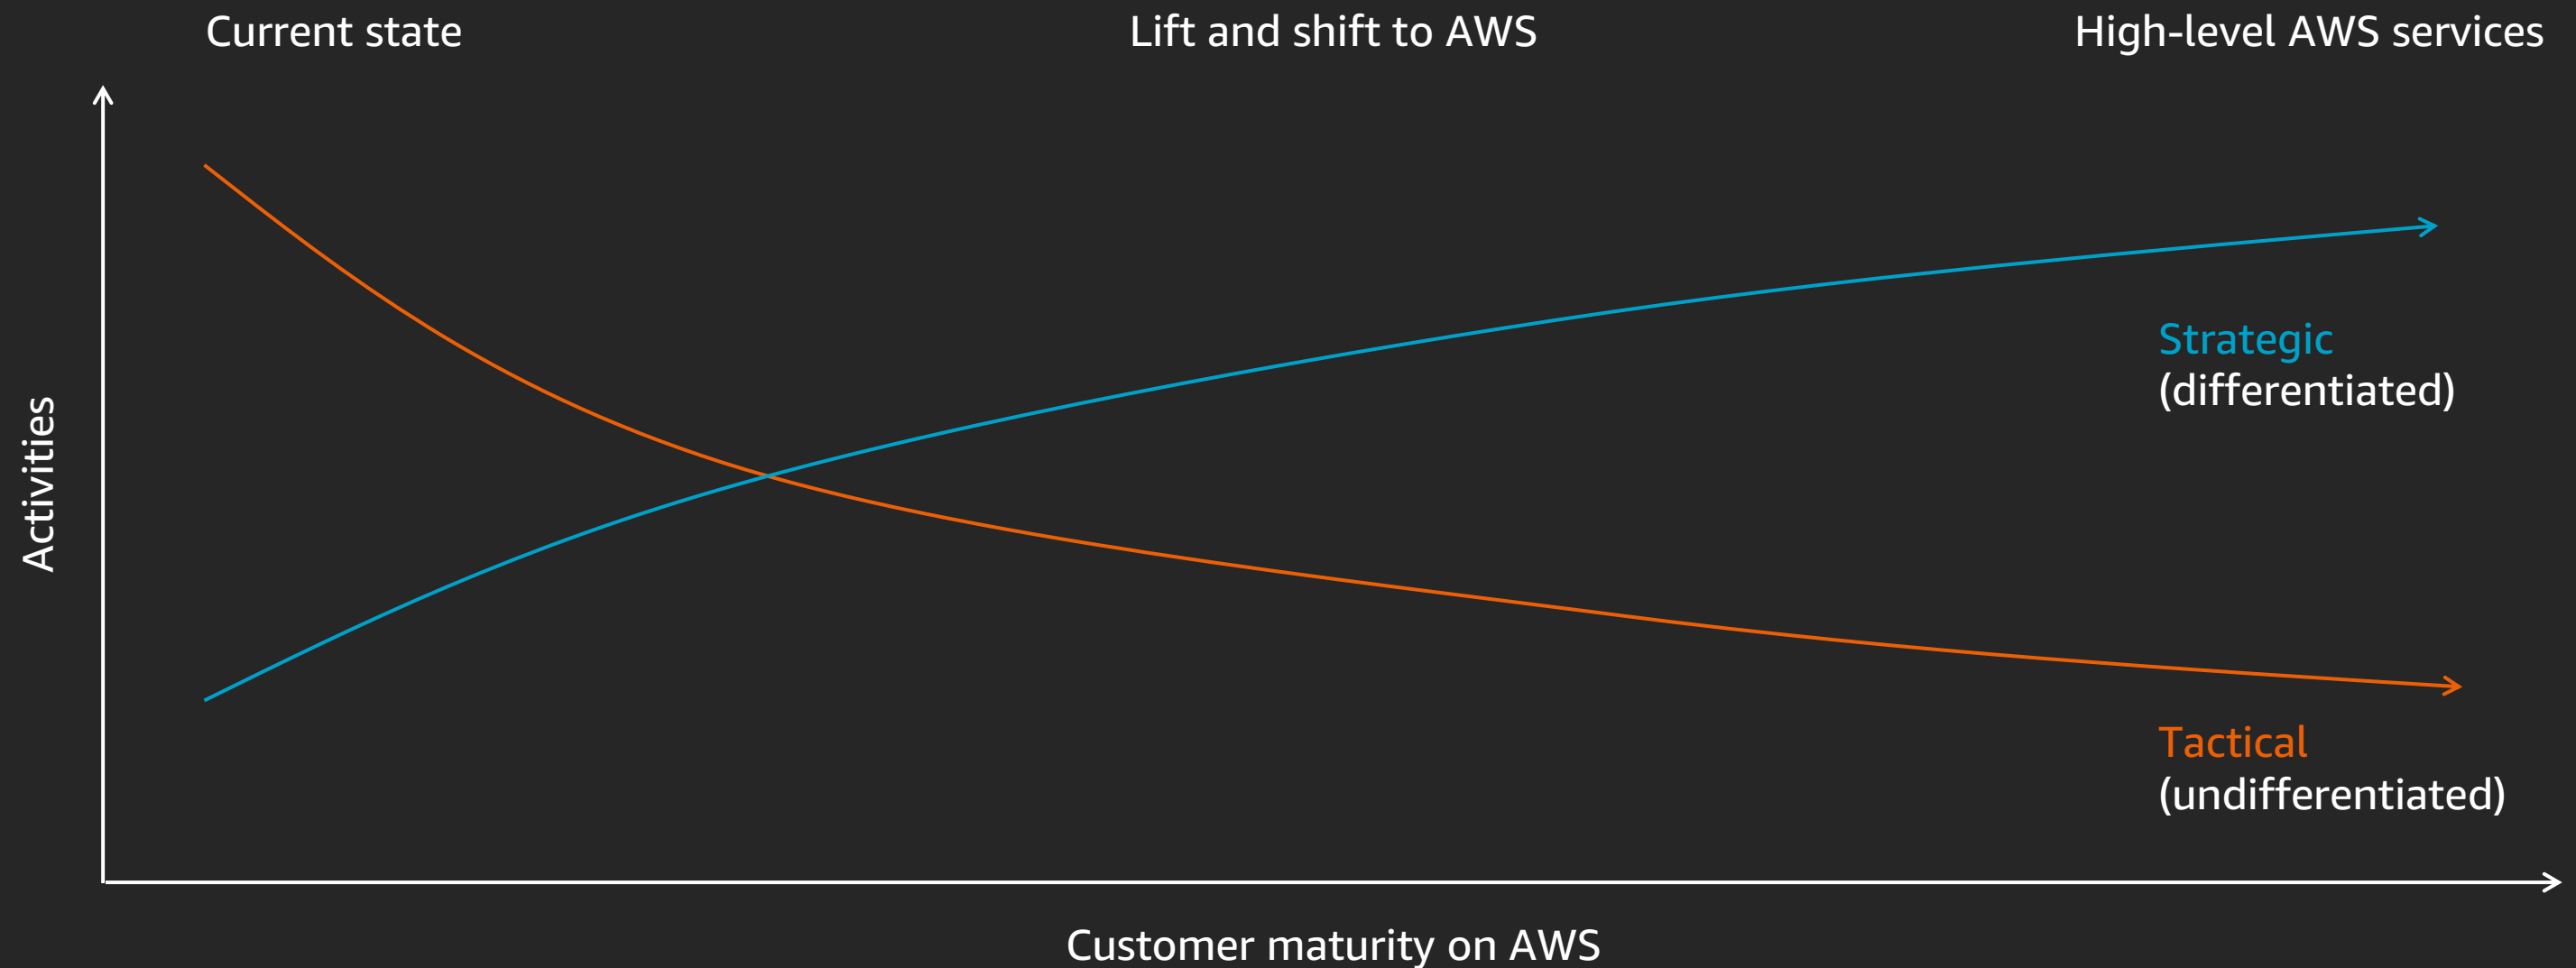 Current state
Lift and shift to AWS
High-level AWS services
Activities
Strategic
(differentiated)
Tactical
(undifferentiated)
Customer maturity on AWS